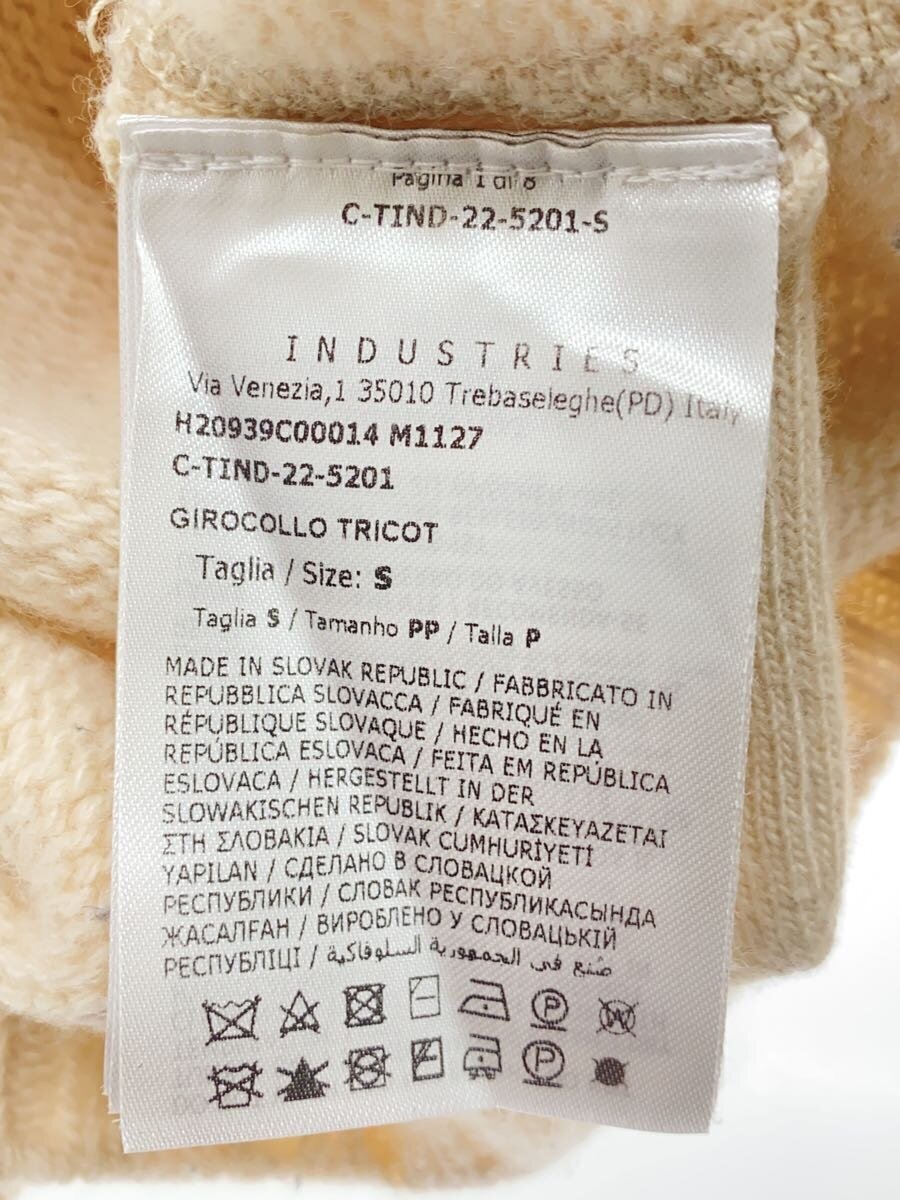 Pagina 1 di 8
C-TIND-22-5201-S
INDUSTRIES
Via Venezia,1 35010 Trebaseleghe(PD) Italy
H20939C00014 M1127
C-TIND-22-5201
GIROCOLLO TRICOT
Taglia / Size: S
Taglia S / Tamanho PP / Talla P
MADE IN SLOVAK REPUBLIC / FABBRICATO IN
REPUBBLICA SLOVACCA / FABRIQUÉ EN
RÉPUBLIQUE SLOVAQUE / HECHO EN LA
REPÚBLICA ESLOVACA / FEITA EM REPÚBLICA
ESLOVACA / HERGESTELLT IN DER
SLOWAKISCHEN REPUBLIK / ΚΑΤΑΣΚΕΥΑΖΕΤΑΙ
ΣΤΗ ΣΛΟΒΑΚΙΑ / SLOVAK CUMHURİYETİ
YAPILAN / СДЕЛАНО В СЛОВАЦКОЙ
РЕСПУБЛИКИ / СЛОВАК РЕСПУБЛИКАСЫНДА
ЖАСАЛҒАН / ВИРОБЛЕНО У СЛОВАЦЬКІЙ
РЕСПУБЛІЦІ / صُنع في الجمهورية السلوفاكية
P W
P